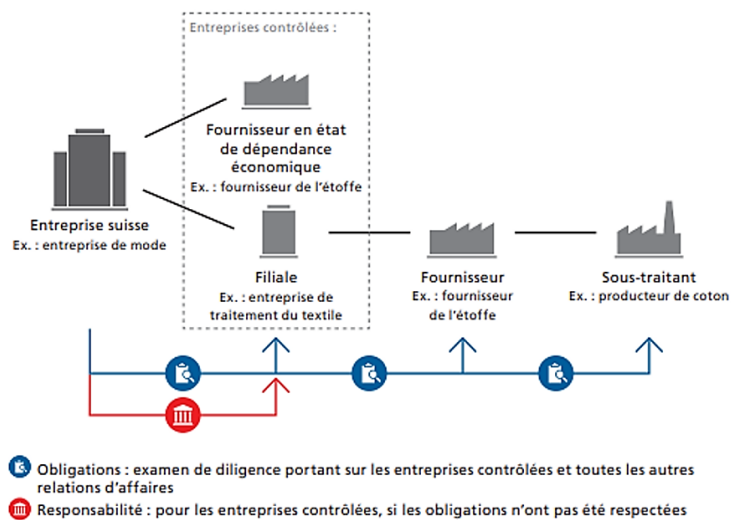 Entreprises contrôlées :
Fournisseur en état
de dépendance
économique
Ex. : fournisseur de l’étoffe
Entreprise suisse
Ex. : entreprise de mode
Filiale
Ex. : entreprise de
traitement du textile
Fournisseur
Ex. : fournisseur
de l’étoffe
Sous-traitant
Ex. : producteur de coton
Obligations : examen de diligence portant sur les entreprises contrôlées et toutes les autres
relations d’affaires
Responsabilité : pour les entreprises contrôlées, si les obligations n’ont pas été respectées